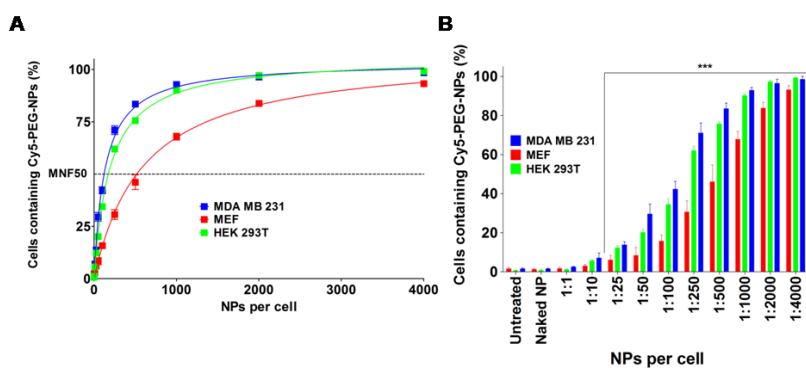 A
Cells containing Cy5-PEG-NPs (%)
100
75
MNF50
25
0
0
1000
2000
3000
4000
NPs per cell
MDA MB 231
MEF
HEK 293T
B
Cells containing Cy5-PEG-NPs (%)
100
80
60
40
20
0
***
MDA MB 231
MEF
HEK 293T
Untreated
Naked NP
1:1
1:10
1:25
1:50
1:100
1:250
1:500
1:1000
1:2000
1:4000
NPs per cell